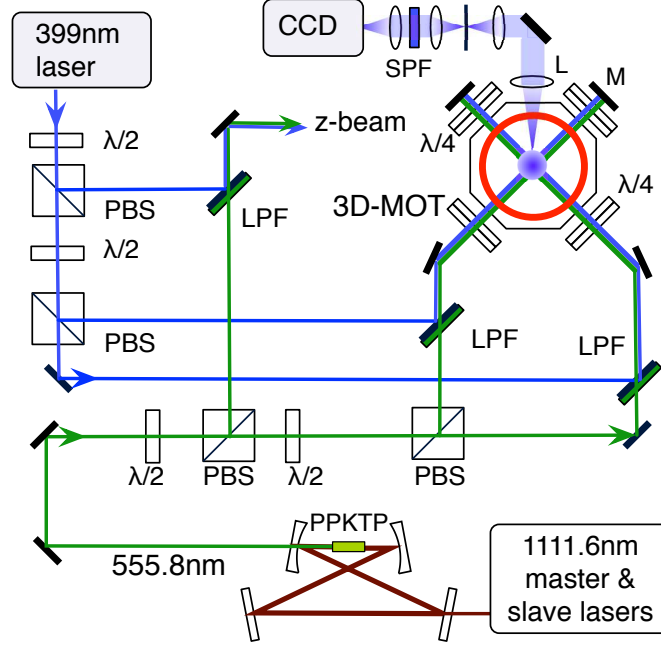 399nm
laser
CCD
SPF
L
M
λ/2
λ/4
z-beam
PBS
LPF
3D-MOT
λ/4
λ/2
PBS
LPF
LPF
λ/2
PBS
λ/2
PBS
PPKTP
555.8nm
1111.6nm
master &
slave lasers